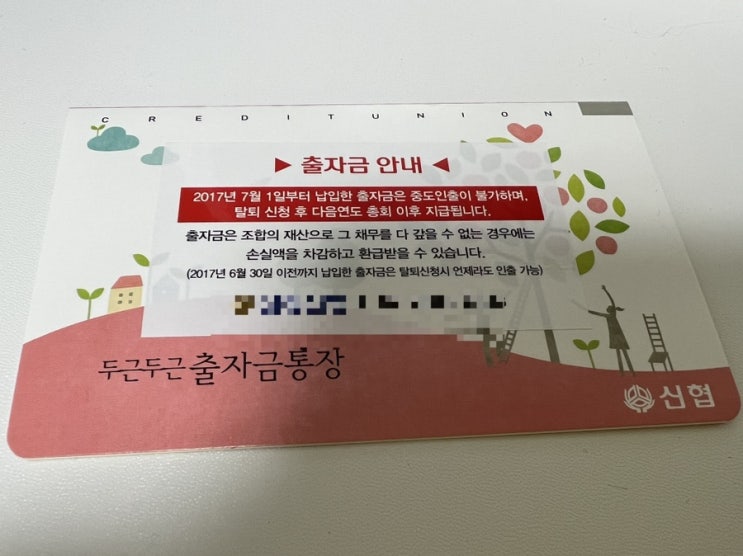 CREDIT UNION
▶ 출자금 안내 ◀
2017년 7월 1일부터 납입한 출자금은 중도인출이 불가하며,
탈퇴 신청 후 다음연도 총회 이후 지급됩니다.
출자금은 조합의 재산으로 그 채무를 다 갚을 수 없는 경우에는
손실액을 차감하고 환급받을 수 있습니다.
(2017년 6월 30일 이전까지 납입한 출자금은 탈퇴신청시 언제라도 인출 가능)
두근두근 출자금통장
신협